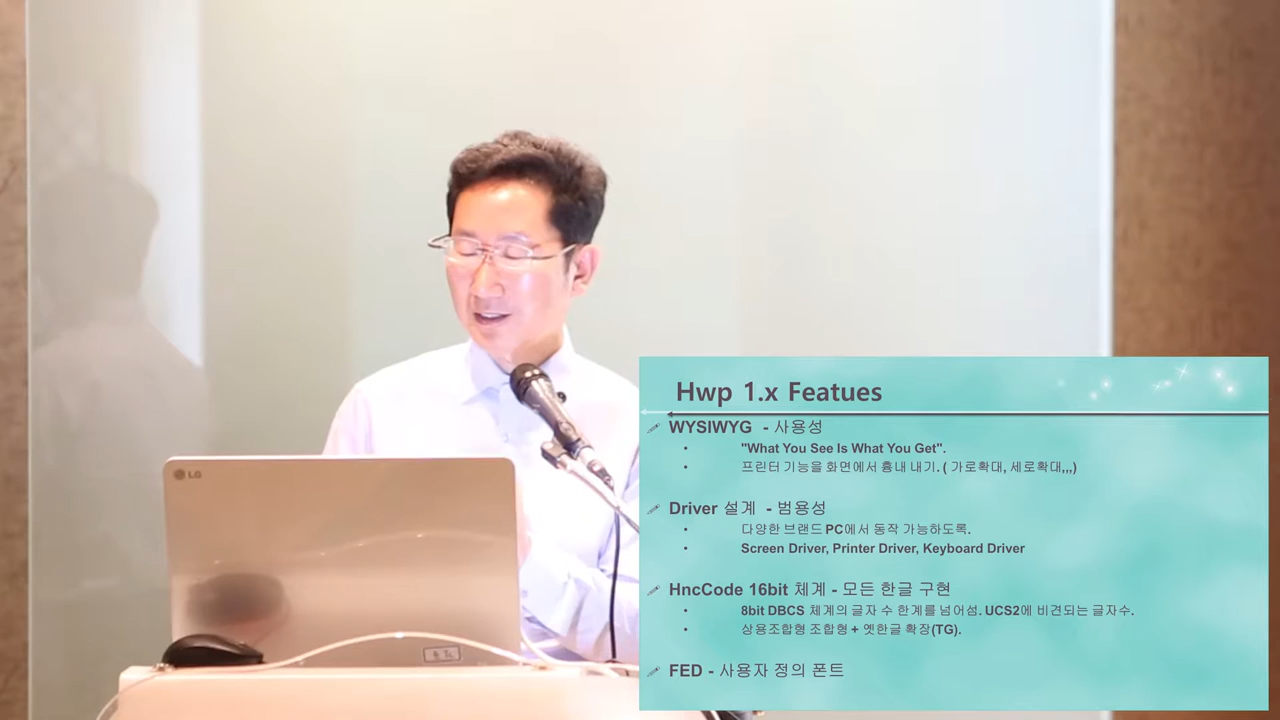 Hwp 1.x Featues
WYSIWYG - 사용성
"What You See Is What You Get".
프린터 기능을 화면에서 흉내 내기. ( 가로확대, 세로확대,,,)
Driver 설계 - 범용성
다양한 브랜드 PC에서 동작 가능하도록.
Screen Driver, Printer Driver, Keyboard Driver
HncCode 16bit 체계 - 모든 한글 구현
8bit DBCS 체계의 글자 수 한계를 넘어섬. UCS2에 비견되는 글자수.
상용조합형 조합형 + 옛한글 확장(TG).
FED - 사용자 정의 폰트
LG